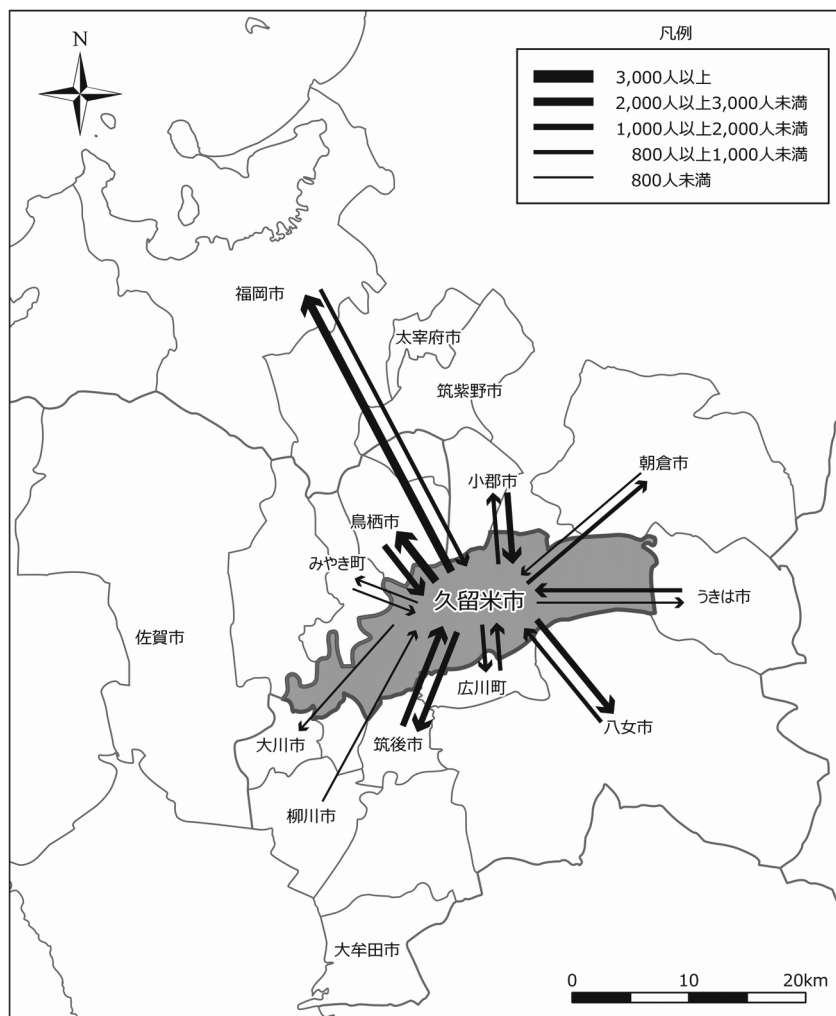 凡例
N
3,000人以上
2,000人以上3,000人未満
1,000人以上2,000人未満
800人以上1,000人未満
800人未満
福岡市
太宰府市
筑紫野市
朝倉市
小郡市
鳥栖市
みやき町
久留米市
うきは市
佐賀市
広川町
八女市
大川市
筑後市
柳川市
大牟田市
0 10 20km